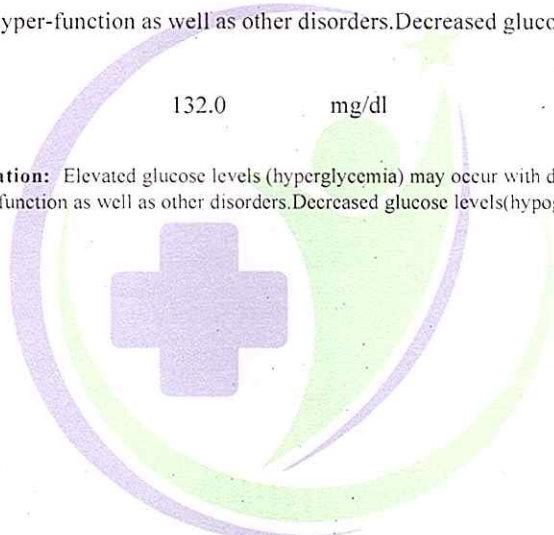 yper-function as well as other disorders.Decreased gluco
132.0 mg/dl
ation: Elevated glucose levels (hyperglycemia) may occur with d
function as well as other disorders.Decreased glucose levels(hypog